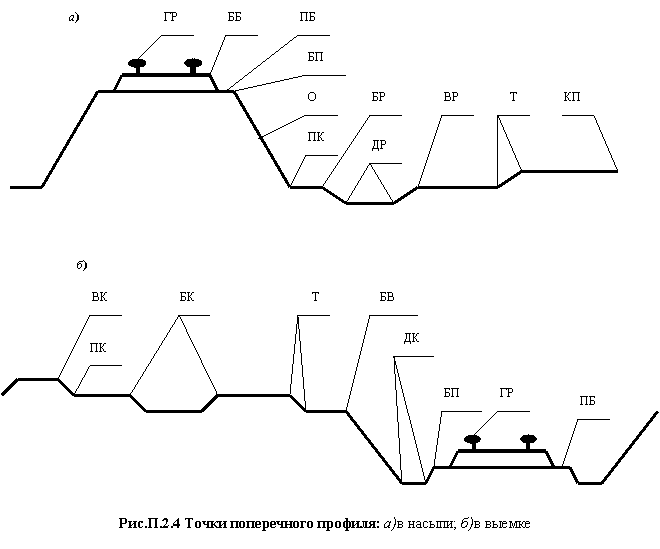 а) ГР ББ ПБ
БП
О БР ВР Т КП
ПК ДР
б)
ВК БК Т БВ
ПК ДК
БП ГР ПБ
Рис.П.2.4 Точки поперечного профиля: а)в насыпи; б)в выемке